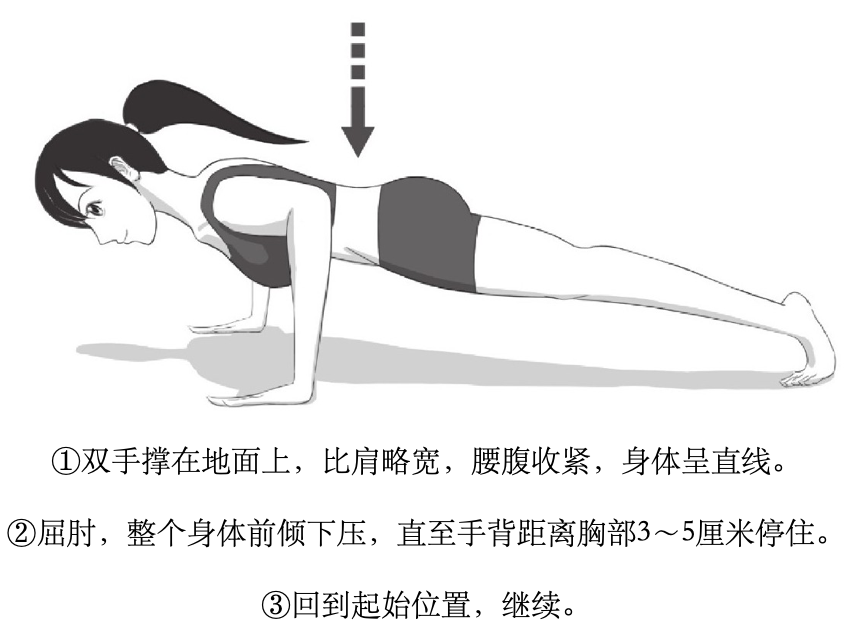 ①双手撑在地面上，比肩略宽，腰腹收紧，身体呈直线。
②屈肘，整个身体前倾下压，直至手背距离胸部3～5厘米停住。
③回到起始位置，继续。